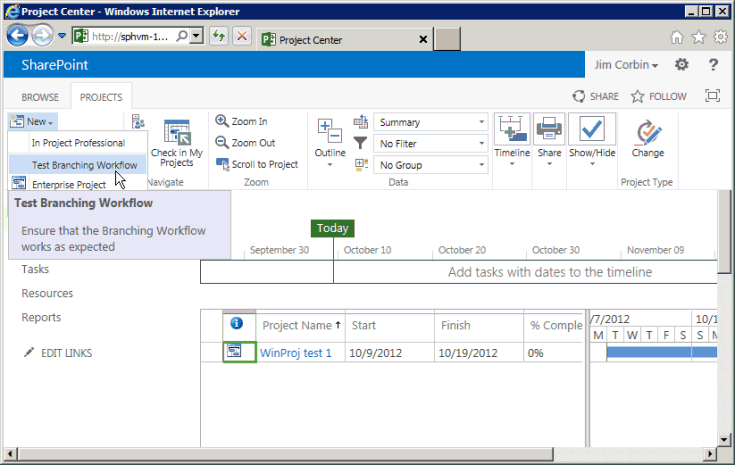 Project Center - Windows Internet Explorer
http://sphvm-1...
Project Center
SharePoint
Jim Corbin
?
BROWSE PROJECTS
SHARE FOLLOW
New
In Project Professional
Test Branching Workflow
Enterprise Project
Check in My
Projects
Navigate
Zoom In
Zoom Out
Scroll to Project
Zoom
Outline
Summary
No Filter
No Group
Data
Timeline
Share
Show/Hide
Change
Project Type
Test Branching Workflow
Ensure that the Branching Workflow
works as expected
Today
September 30 October 10 October 20 October 30 November 09
Add tasks with dates to the timeline
Tasks
Resources
Reports
EDIT LINKS
Project Name Start Finish % Comple
/7/2012 10/1
M T W T F S S M
WinProj test 1 10/9/2012 10/19/2012 0%